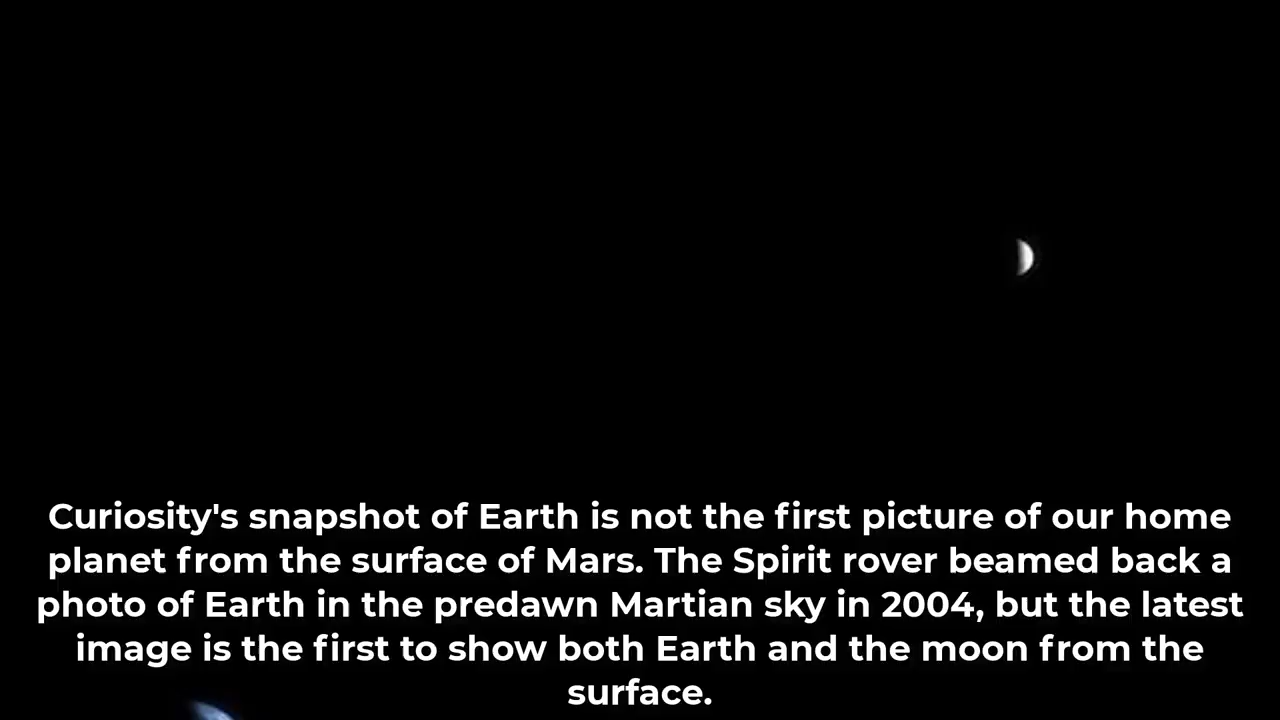 Curiosity's snapshot of Earth is not the first picture of our home
planet from the surface of Mars. The Spirit rover beamed back a
photo of Earth in the predawn Martian sky in 2004, but the latest
image is the first to show both Earth and the moon from the
surface.